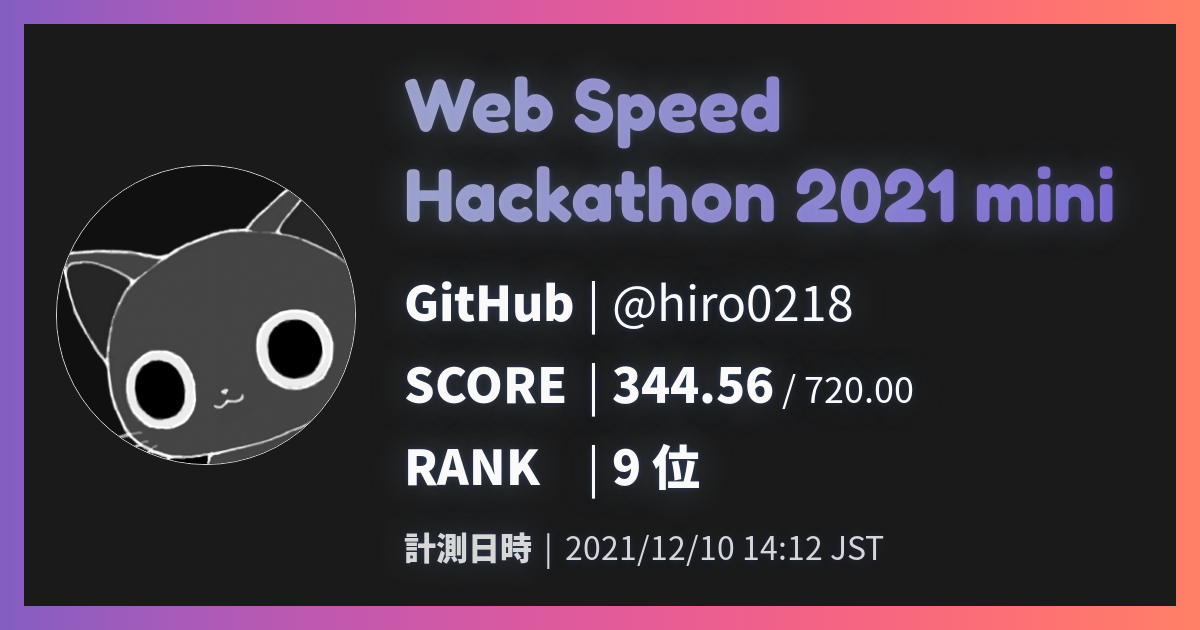 Web Speed
Hackathon 2021 mini
GitHub | @hiro0218
SCORE | 344.56 / 720.00
RANK | 9 位
計測日時 | 2021/12/10 14:12 JST